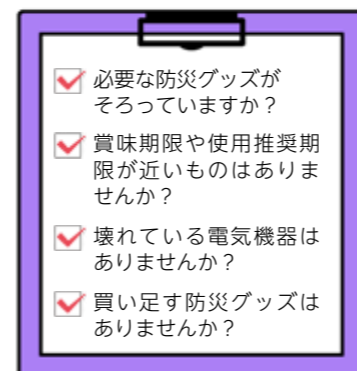 必要な防災グッズが
そろっていますか？
賞味期限や使用推奨期
限が近いものはありま
せんか？
壊れている電気機器は
ありませんか？
買い足す防災グッズは
ありませんか？